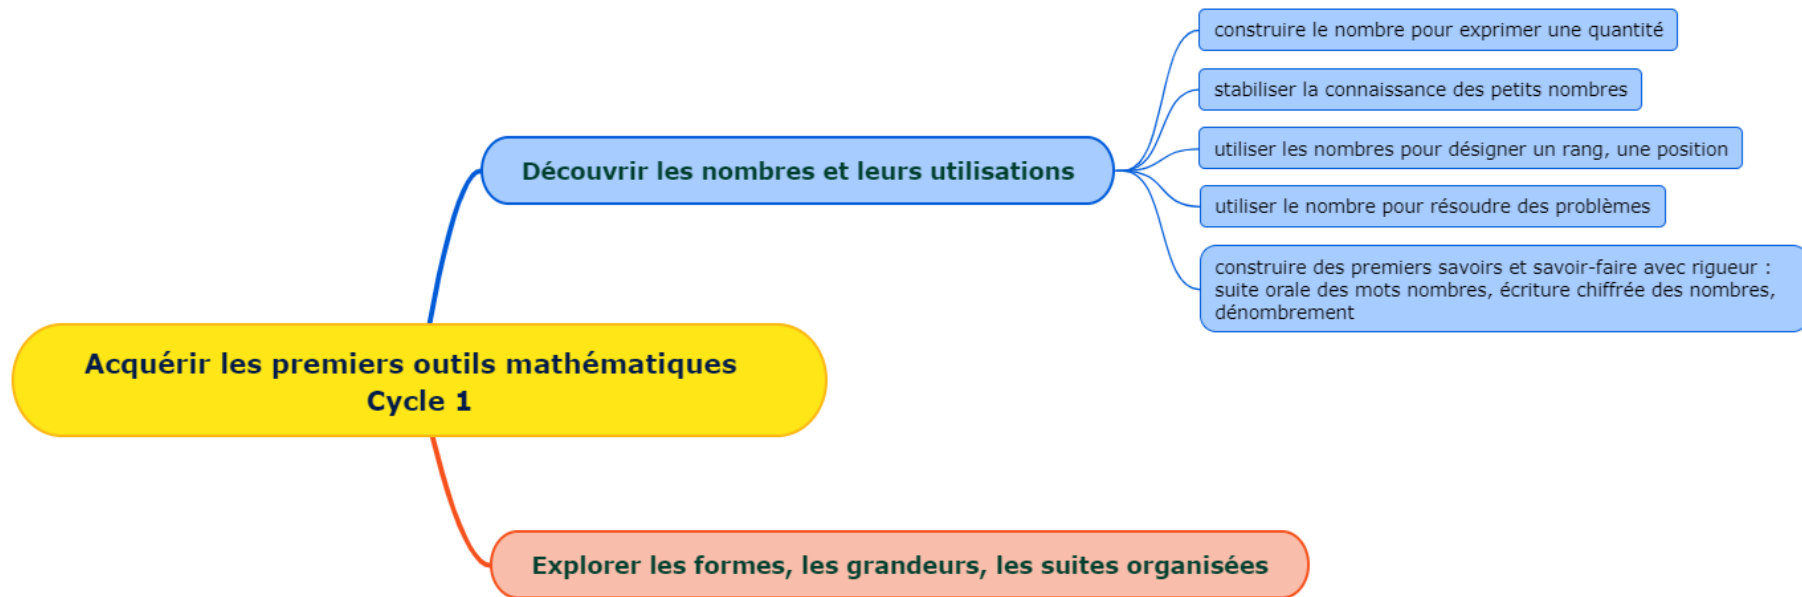 construire le nombre pour exprimer une quantité
stabiliser la connaissance des petits nombres
Découvrir les nombres et leurs utilisations
utiliser les nombres pour désigner un rang, une position
utiliser le nombre pour résoudre des problèmes
construire des premiers savoirs et savoir-faire avec rigueur :
suite orale des mots nombres, écriture chiffrée des nombres,
dénombrement
Acquérir les premiers outils mathématiques
Cycle 1
Explorer les formes, les grandeurs, les suites organisées